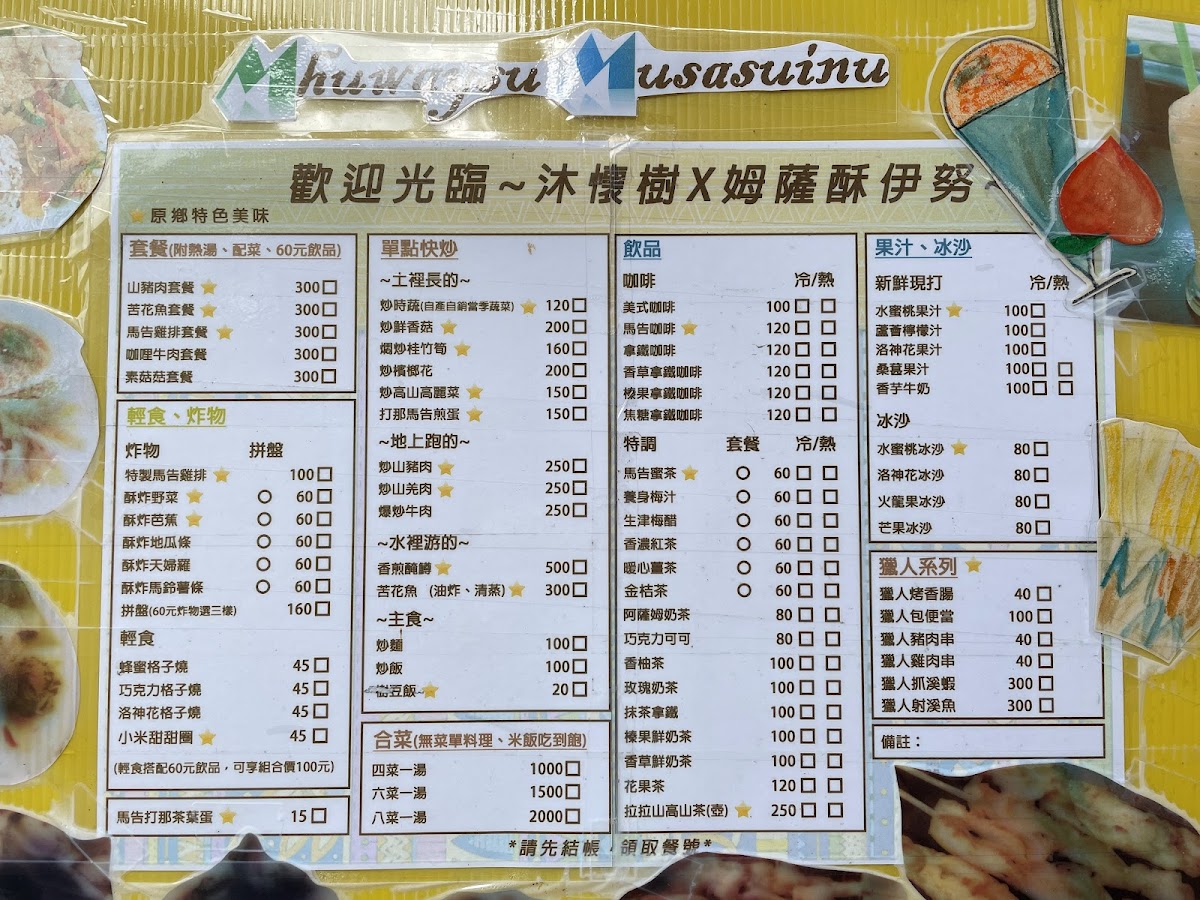 Mhuwaysu Musasuinu
歡迎光臨~沐懷樹X姆薩酥伊努~
原鄉特色美味
套餐(附熱湯、配菜、60元飲品)
山豬肉套餐 300
苦花魚套餐 300
馬告雞排套餐 300
咖哩牛肉套餐 300
素菇菇套餐 300
輕食、炸物
炸物 拼盤
特製馬告雞排 100
酥炸野菜 60
酥炸芭蕉 60
酥炸地瓜條 60
酥炸天婦羅 60
酥炸馬鈴薯條 60
拼盤(60元炸物選三樣) 160
輕食
蜂蜜格子燒 45
巧克力格子燒 45
洛神花格子燒 45
小米甜甜圈 45
(輕食搭配60元飲品，可享組合價100元)
馬告打那茶葉蛋 15
單點快炒
~土裡長的~
炒時蔬(自產自銷當季蔬菜) 120
炒鮮香菇 200
燜炒桂竹筍 160
炒檳榔花 200
炒高山高麗菜 150
打那馬告煎蛋 150
~地上跑的~
炒山豬肉 250
炒山羌肉 250
爆炒牛肉 250
~水裡游的~
香煎醃鱒 500
苦花魚 (油炸、清蒸) 300
~主食~
炒麵 100
炒飯 100
樹豆飯~ 20
合菜(無菜單料理、米飯吃到飽)
四菜一湯 1000
六菜一湯 1500
八菜一湯 2000
飲品
咖啡 冷/熱
美式咖啡 100
馬告咖啡 120
拿鐵咖啡 120
香草拿鐵咖啡 120
榛果拿鐵咖啡 120
焦糖拿鐵咖啡 120
特調 套餐 冷/熱
馬告蜜茶 60
養身梅汁 60
生津梅醋 60
香濃紅茶 60
暖心薑茶 60
金桔茶 60
阿薩姆奶茶 80
巧克力可可 80
香柚茶 100
玫瑰奶茶 100
抹茶拿鐵 100
榛果鮮奶茶 100
香草鮮奶茶 100
花果茶 120
拉拉山高山茶(壺) 250
果汁、冰沙
新鮮現打 冷/熱
水蜜桃果汁 100
蘆薈檸檬汁 100
洛神花果汁 100
桑葚果汁 100
香芋牛奶 100
冰沙
水蜜桃冰沙 80
洛神花冰沙 80
火龍果冰沙 80
芒果冰沙 80
獵人系列
獵人烤香腸 40
獵人包便當 100
獵人豬肉串 40
獵人雞肉串 40
獵人抓溪蝦 300
獵人射溪魚 300
備註：
*請先結帳，領取餐號*